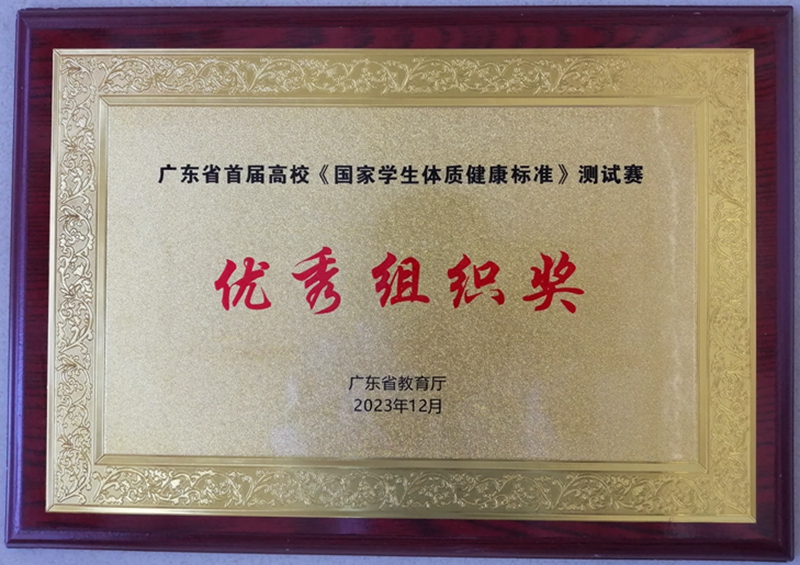 广东省首届高校《国家学生体质健康标准》测试赛
优秀组织奖
广东省教育厅
2023年12月